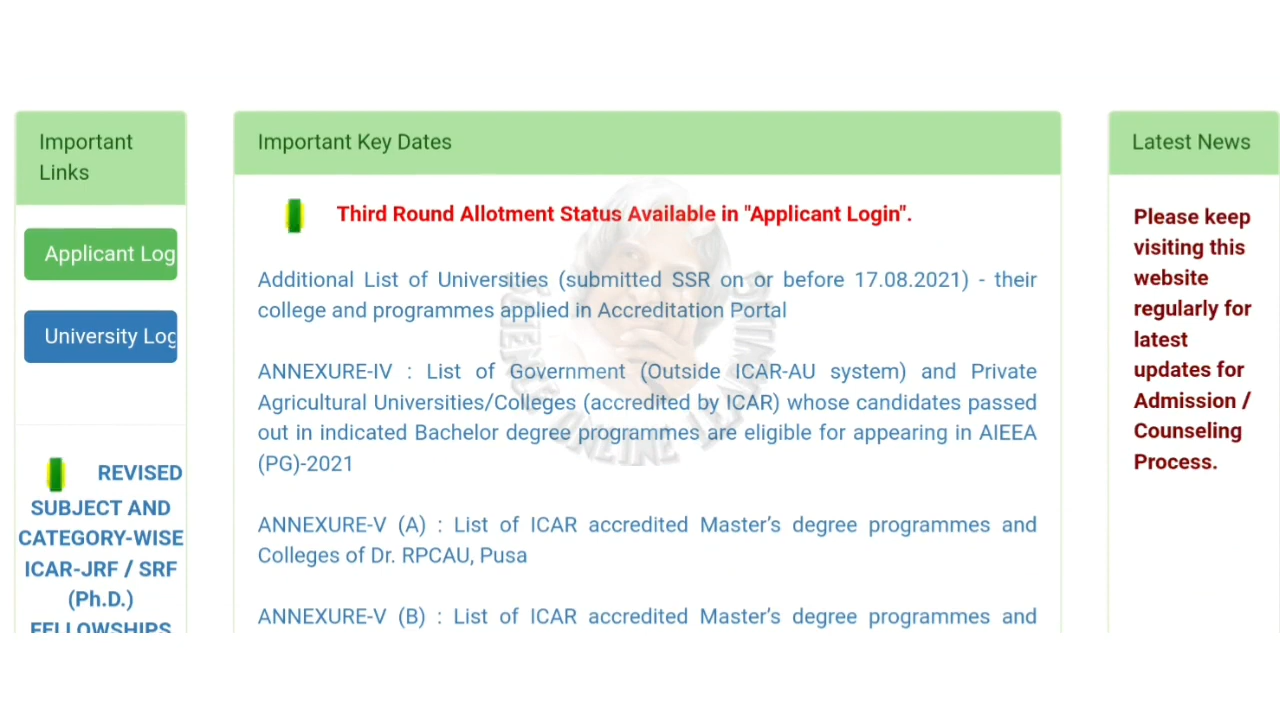 Important
Links
Applicant Log
University Log
REVISED
SUBJECT AND
CATEGORY-WISE
ICAR-JRF / SRF
(Ph.D.)
FELLOWSHIPS
Important Key Dates
Third Round Allotment Status Available in "Applicant Login".
Additional List of Universities (submitted SSR on or before 17.08.2021) - their
college and programmes applied in Accreditation Portal
ANNEXURE-IV : List of Government (Outside ICAR-AU system) and Private
Agricultural Universities/Colleges (accredited by ICAR) whose candidates passed
out in indicated Bachelor degree programmes are eligible for appearing in AIEEA
(PG)-2021
ANNEXURE-V (A) : List of ICAR accredited Master's degree programmes and
Colleges of Dr. RPCAU, Pusa
ANNEXURE-V (B) : List of ICAR accredited Master's degree programmes and
Latest News
Please keep
visiting this
website
regularly for
latest
updates for
Admission /
Counseling
Process.